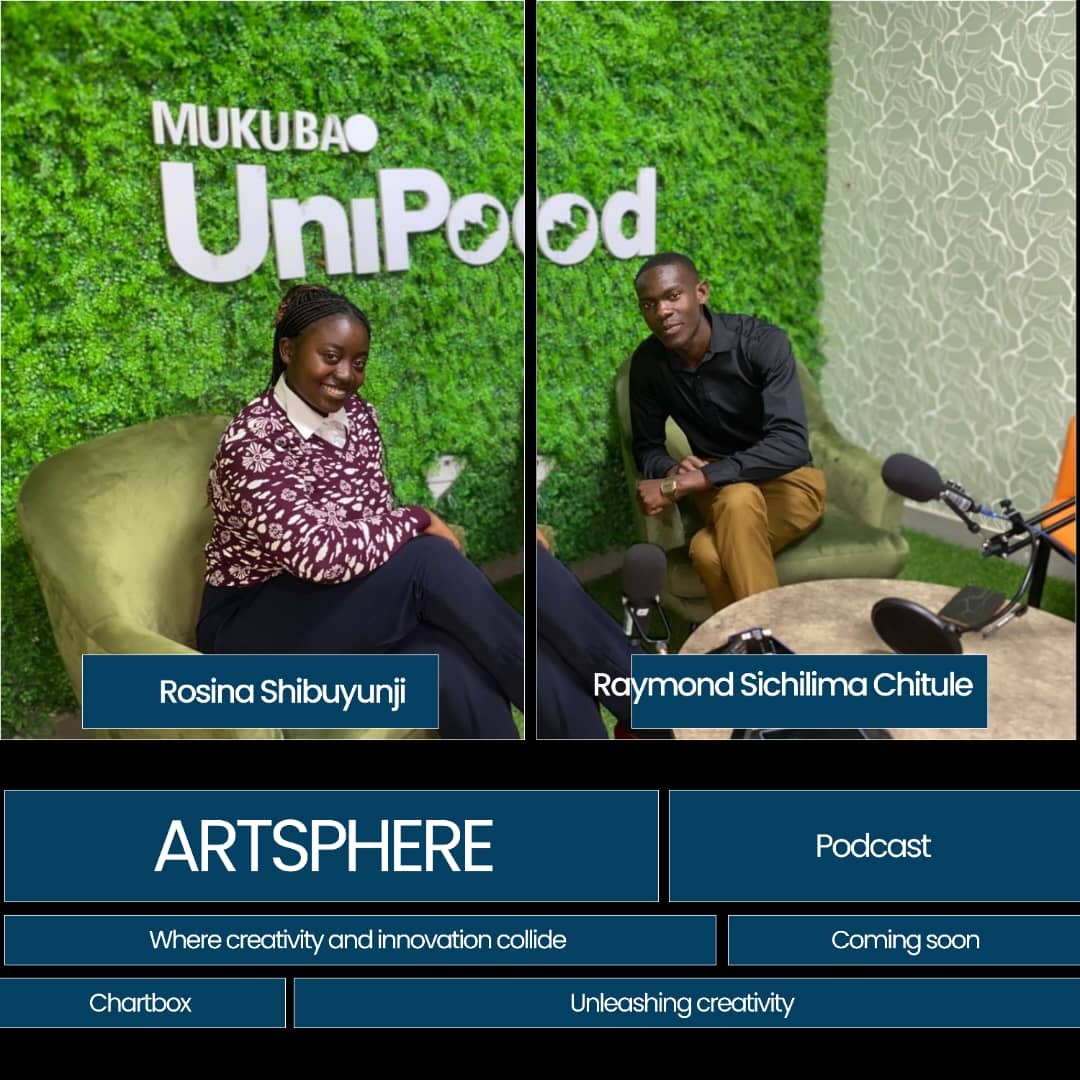 MUKUBA
UniPod
od
Rosina Shibuyunji
Raymond Sichilima Chitule
ARTSPHERE
Podcast
Where creativity and innovation collide
Coming soon
Chartbox
Unleashing creativity